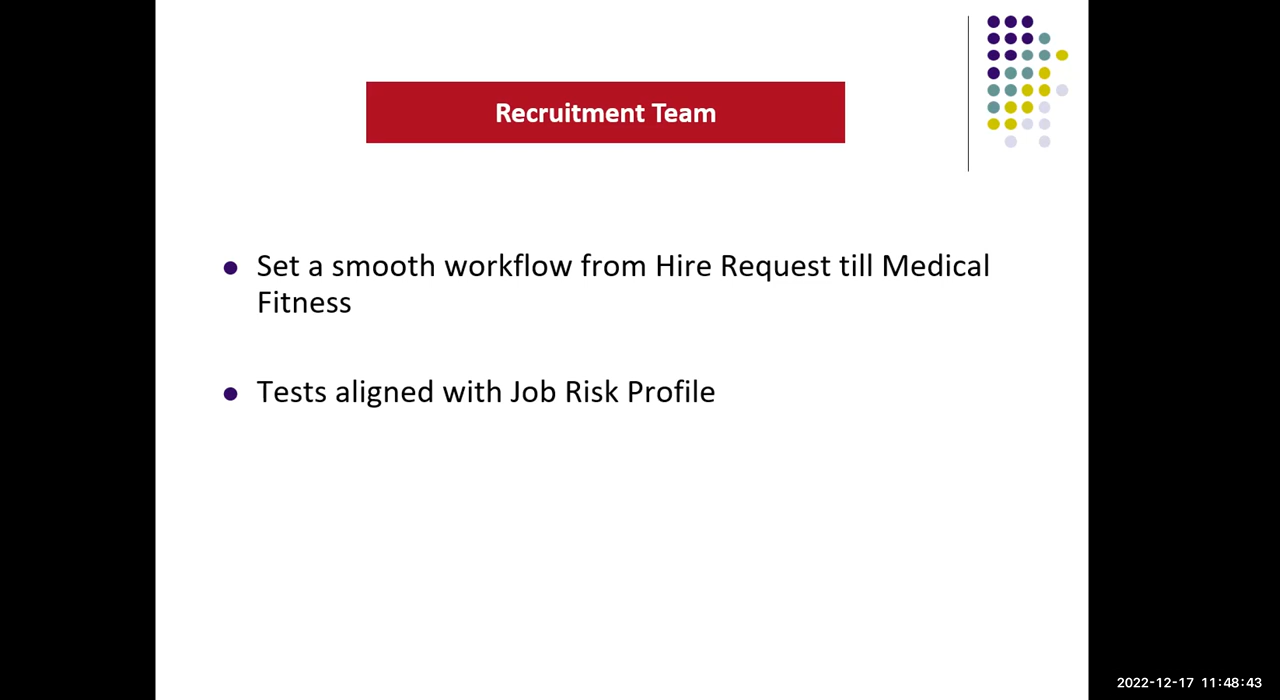 Recruitment Team
Set a smooth workflow from Hire Request till Medical
Fitness
Tests aligned with Job Risk Profile
2022-12-17 11:48:43